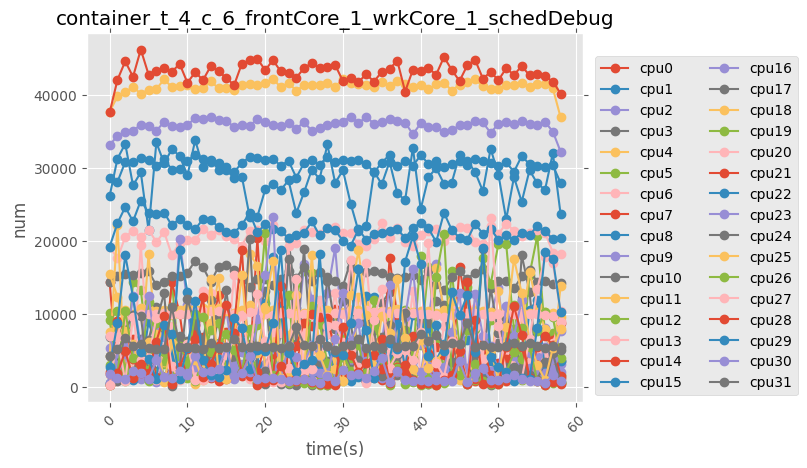 container_t_4_c_6_frontCore_1_wrkCore_1_schedDebug
40000
30000
20000
10000
0
num
0
10
20
30
40
50
60
time(s)
cpu0
cpu1
cpu2
cpu3
cpu4
cpu5
cpu6
cpu7
cpu8
cpu9
cpu10
cpu11
cpu12
cpu13
cpu14
cpu15
cpu16
cpu17
cpu18
cpu19
cpu20
cpu21
cpu22
cpu23
cpu24
cpu25
cpu26
cpu27
cpu28
cpu29
cpu30
cpu31